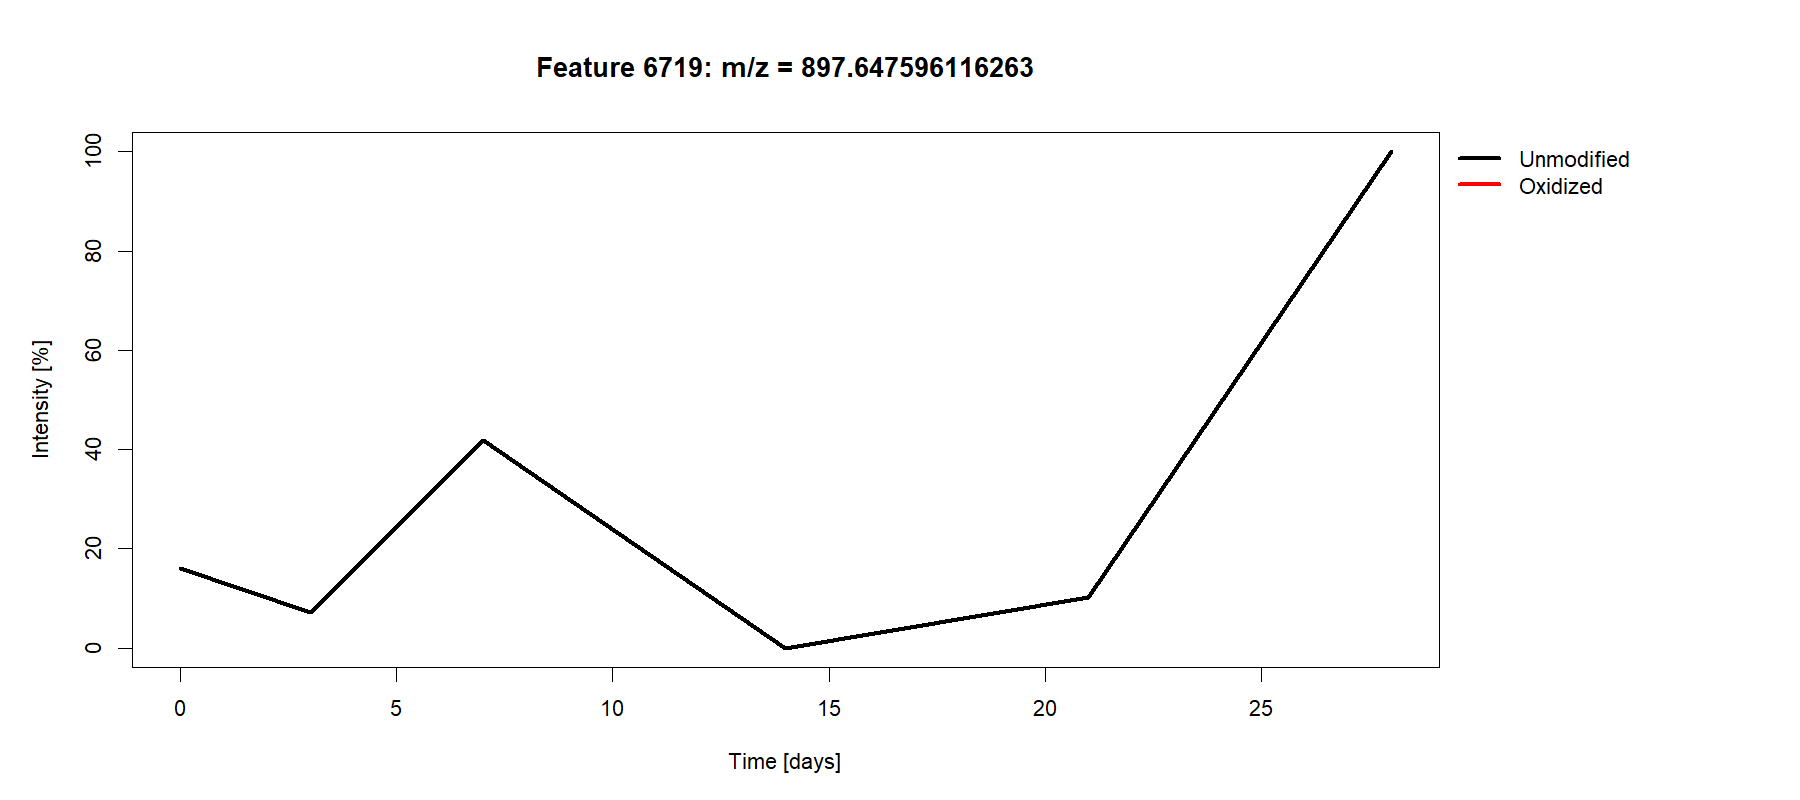 Feature 6719: m/z = 897.647596116263
Unmodified
Oxidized
Intensity [%]
100
80
60
40
20
0
0 5 10 15 20 25
Time [days]